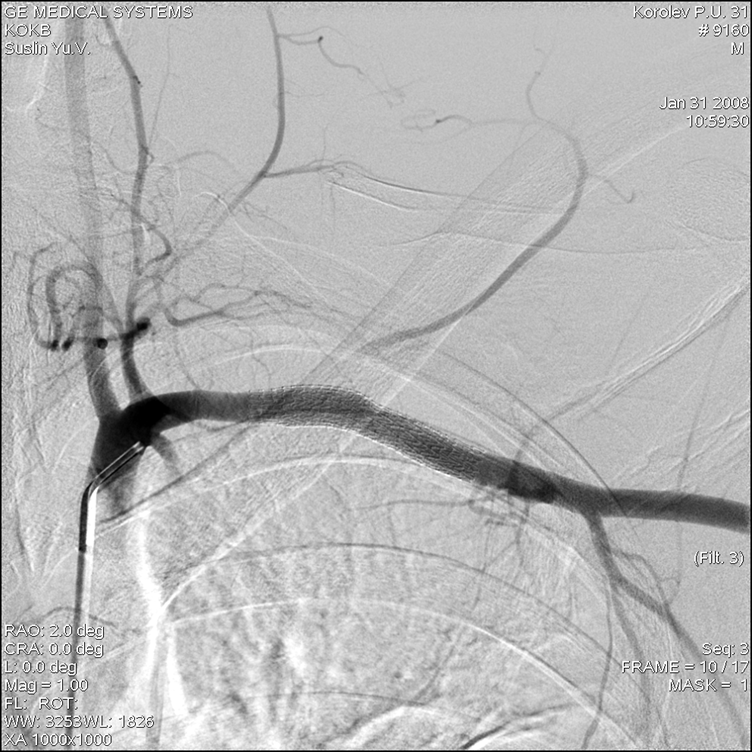 GE MEDICAL SYSTEMS
KOKB
Suslin Yu.V.
Korolev P.U. 31
# 9160
M
Jan 31 2008
10:59:30
(Filt. 3)
RAO: 2.0 deg
CRA: 0.0 deg
L: 0.0 deg
Mag = 1.00
FL: ROT:
WW: 3253WL: 1826
XA 1000x1000
Seq: 3
FRAME = 10 / 17
MASK = 1